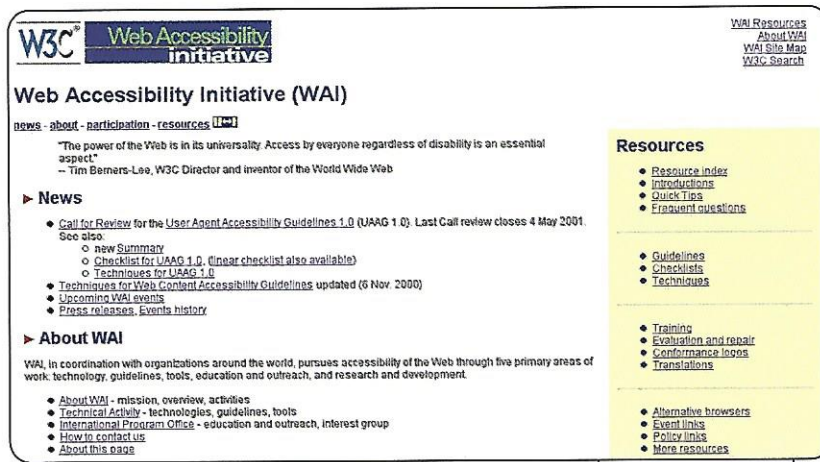 W3C® Web Accessibility
initiative
WAI Resources
About WAI
WAI Site Map
W3C Search
Web Accessibility Initiative (WAI)
news - about - participation - resources
"The power of the Web is in its universality. Access by everyone regardless of disability is an essential
aspect."
-- Tim Berners-Lee, W3C Director and inventor of the World Wide Web
News
Call for Review for the User Agent Accessibility Guidelines 1.0 (UAAG 1.0). Last Call review closes 4 May 2001.
See also:
new Summary
Checklist for UAAG 1.0, (linear checklist also available)
Techniques for UAAG 1.0
Techniques for Web Content Accessibility Guidelines updated (6 Nov. 2000)
Upcoming WAI events
Press releases, Events history
About WAI
WAI, in coordination with organizations around the world, pursues accessibility of the Web through five primary areas of
work: technology, guidelines, tools, education and outreach, and research and development.
About WAI - mission, overview, activities
Technical Activity - technologies, guidelines, tools
International Program Office - education and outreach, interest group
How to contact us
About this page
Resources
Resource index
Introductions
Quick Tips
Frequent questions
Guidelines
Checklists
Techniques
Training
Evaluation and repair
Conformance logos
Translations
Alternative browsers
Event links
Policy links
More resources